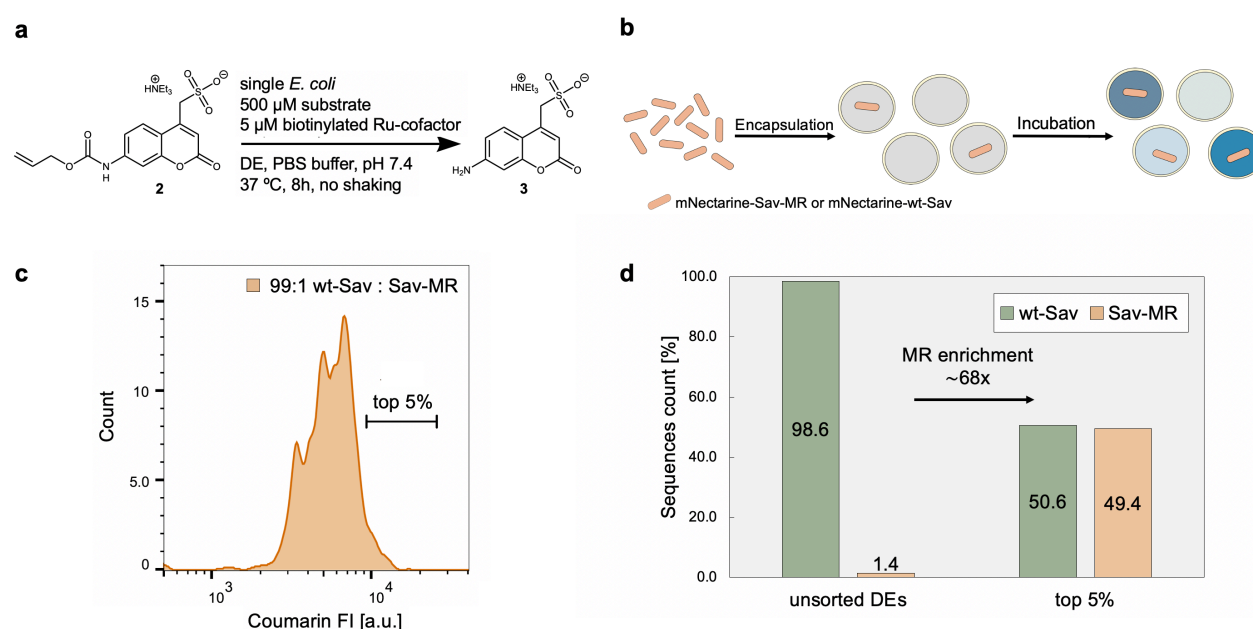 a
HNEt₃
⊕
O
S
O
O⊖
O
O
N
H
O
O
2
single E. coli
500 µM substrate
5 µM biotinylated Ru-cofactor
DE, PBS buffer, pH 7.4
37 ºC, 8h, no shaking
HNEt₃
⊕
O
S
O
O⊖
H₂N
O
O
3
b
Encapsulation
Incubation
mNectarine-Sav-MR or mNectarine-wt-Sav
c
99:1 wt-Sav : Sav-MR
top 5%
Count
15
10
5.0
0
10³
10⁴
Coumarin FI [a.u.]
d
Sequences count [%]
100.0
80.0
60.0
40.0
20.0
0.0
wt-Sav
Sav-MR
MR enrichment
~68x
98.6
1.4
50.6
49.4
unsorted DEs
top 5%